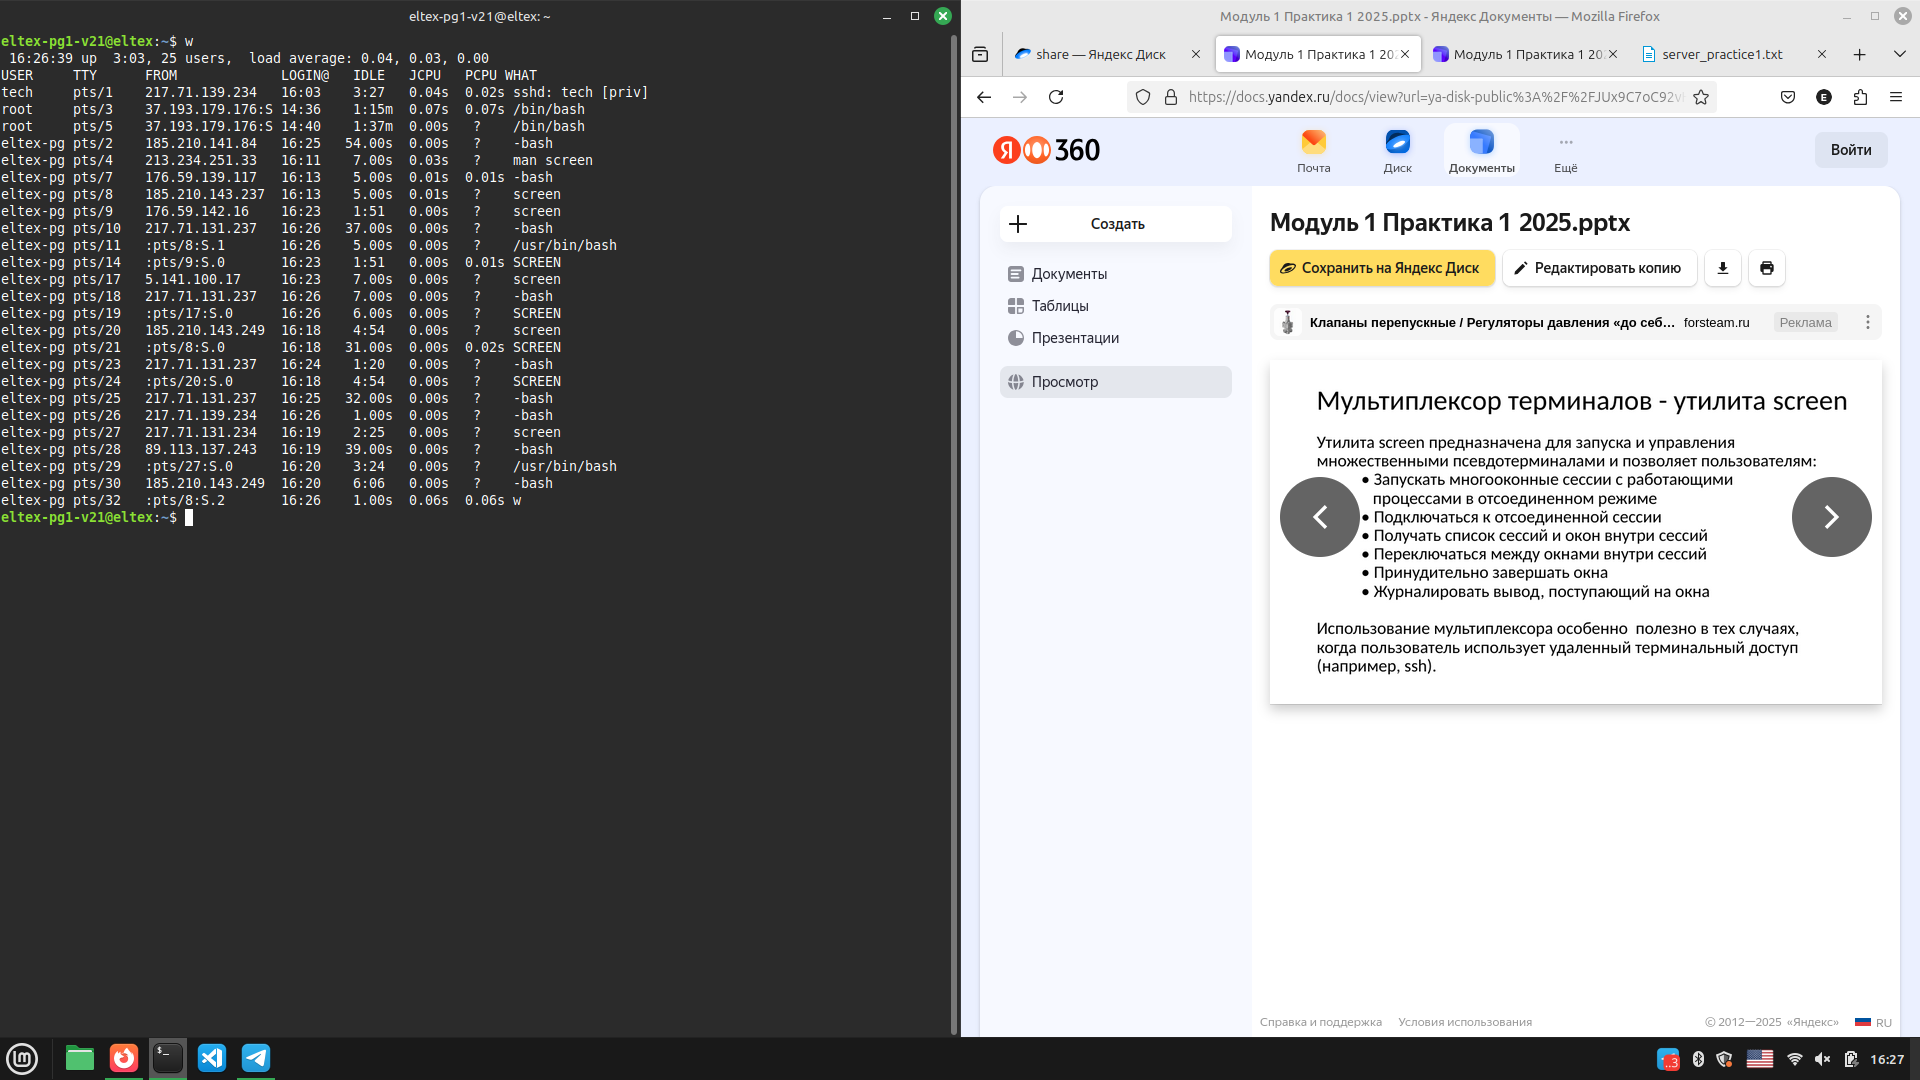 eltex-pg1-v21@eltex: ~
eltex-pg1-v21@eltex:~$ w
16:26:39 up  3:03, 25 users,  load average: 0.04, 0.03, 0.00
USER     TTY      FROM             LOGIN@   IDLE   JCPU   PCPU WHAT
tech     pts/1    217.71.139.234   16:03    3:27   0.04s  0.02s sshd: tech [priv]
root     pts/3    37.193.179.176:S 14:36    1:15m  0.07s  0.07s /bin/bash
root     pts/5    37.193.179.176:S 14:40    1:37m  0.00s   ?    /bin/bash
eltex-pg pts/2    185.210.141.84   16:25   54.00s  0.00s   ?    -bash
eltex-pg pts/4    213.234.251.33   16:11    7.00s  0.03s   ?    man screen
eltex-pg pts/7    176.59.139.117   16:13    5.00s  0.01s  0.01s -bash
eltex-pg pts/8    185.210.143.237  16:13    5.00s  0.01s   ?    screen
eltex-pg pts/9    176.59.142.16    16:23    1:51   0.00s   ?    screen
eltex-pg pts/10   217.71.131.237   16:26   37.00s  0.00s   ?    -bash
eltex-pg pts/11   :pts/8:S.1       16:26    5.00s  0.00s   ?    /usr/bin/bash
eltex-pg pts/14   :pts/9:S.0       16:23    1:51   0.00s  0.01s SCREEN
eltex-pg pts/17   5.141.100.17     16:23    7.00s  0.00s   ?    screen
eltex-pg pts/18   217.71.131.237   16:26    7.00s  0.00s   ?    -bash
eltex-pg pts/19   :pts/17:S.0      16:26    6.00s  0.00s   ?    SCREEN
eltex-pg pts/20   185.210.143.249  16:18    4:54   0.00s   ?    screen
eltex-pg pts/21   :pts/8:S.0       16:18   31.00s  0.00s  0.02s SCREEN
eltex-pg pts/23   217.71.131.237   16:24    1:20   0.00s   ?    -bash
eltex-pg pts/24   :pts/20:S.0      16:18    4:54   0.00s   ?    SCREEN
eltex-pg pts/25   217.71.131.237   16:25   32.00s  0.00s   ?    -bash
eltex-pg pts/26   217.71.139.234   16:26    1.00s  0.00s   ?    -bash
eltex-pg pts/27   217.71.131.234   16:19    2:25   0.00s   ?    screen
eltex-pg pts/28   89.113.137.243   16:19   39.00s  0.00s   ?    -bash
eltex-pg pts/29   :pts/27:S.0      16:20    3:24   0.00s   ?    /usr/bin/bash
eltex-pg pts/30   185.210.143.249  16:20    6:06   0.00s   ?    -bash
eltex-pg pts/32   :pts/8:S.2       16:26    1.00s  0.06s  0.06s w
eltex-pg1-v21@eltex:~$
Модуль 1 Практика 1 2025.pptx - Яндекс Документы — Mozilla Firefox
share — Яндекс Диск
Модуль 1 Практика 1 202
Модуль 1 Практика 1 202
server_practice1.txt
https://docs.yandex.ru/docs/view?url=ya-disk-public%3A%2F%2FJUx9C7oC92v
E
Я 360
Почта
Диск
Документы
Ещё
Войти
Создать
Документы
Таблицы
Презентации
Просмотр
Модуль 1 Практика 1 2025.pptx
Сохранить на Яндекс Диск
Редактировать копию
Клапаны перепускные / Регуляторы давления «до себ... forsteam.ru Реклама
Мультиплексор терминалов - утилита screen
Утилита screen предназначена для запуска и управления
множественными псевдотерминалами и позволяет пользователям:
• Запускать многооконные сессии с работающими
процессами в отсоединенном режиме
• Подключаться к отсоединенной сессии
• Получать список сессий и окон внутри сессий
• Переключаться между окнами внутри сессий
• Принудительно завершать окна
• Журналировать вывод, поступающий на окна
Использование мультиплексора особенно  полезно в тех случаях,
когда пользователь использует удаленный терминальный доступ
(например, ssh).
Справка и поддержка
Условия использования
© 2012—2025 «Яндекс»
RU
..3
16:27